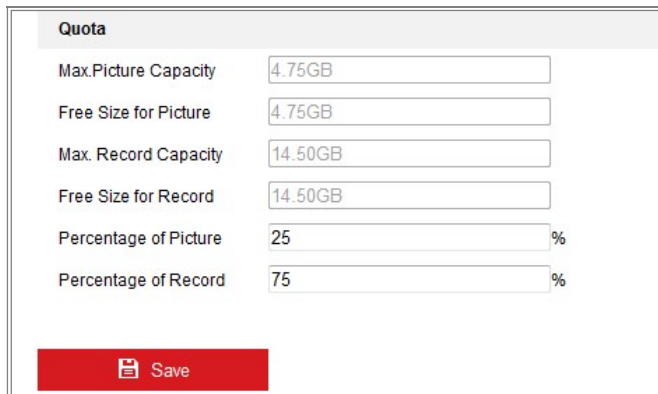 Quota
Max.Picture Capacity 4.75GB
Free Size for Picture 4.75GB
Max. Record Capacity 14.50GB
Free Size for Record 14.50GB
Percentage of Picture 25 %
Percentage of Record 75 %
Save